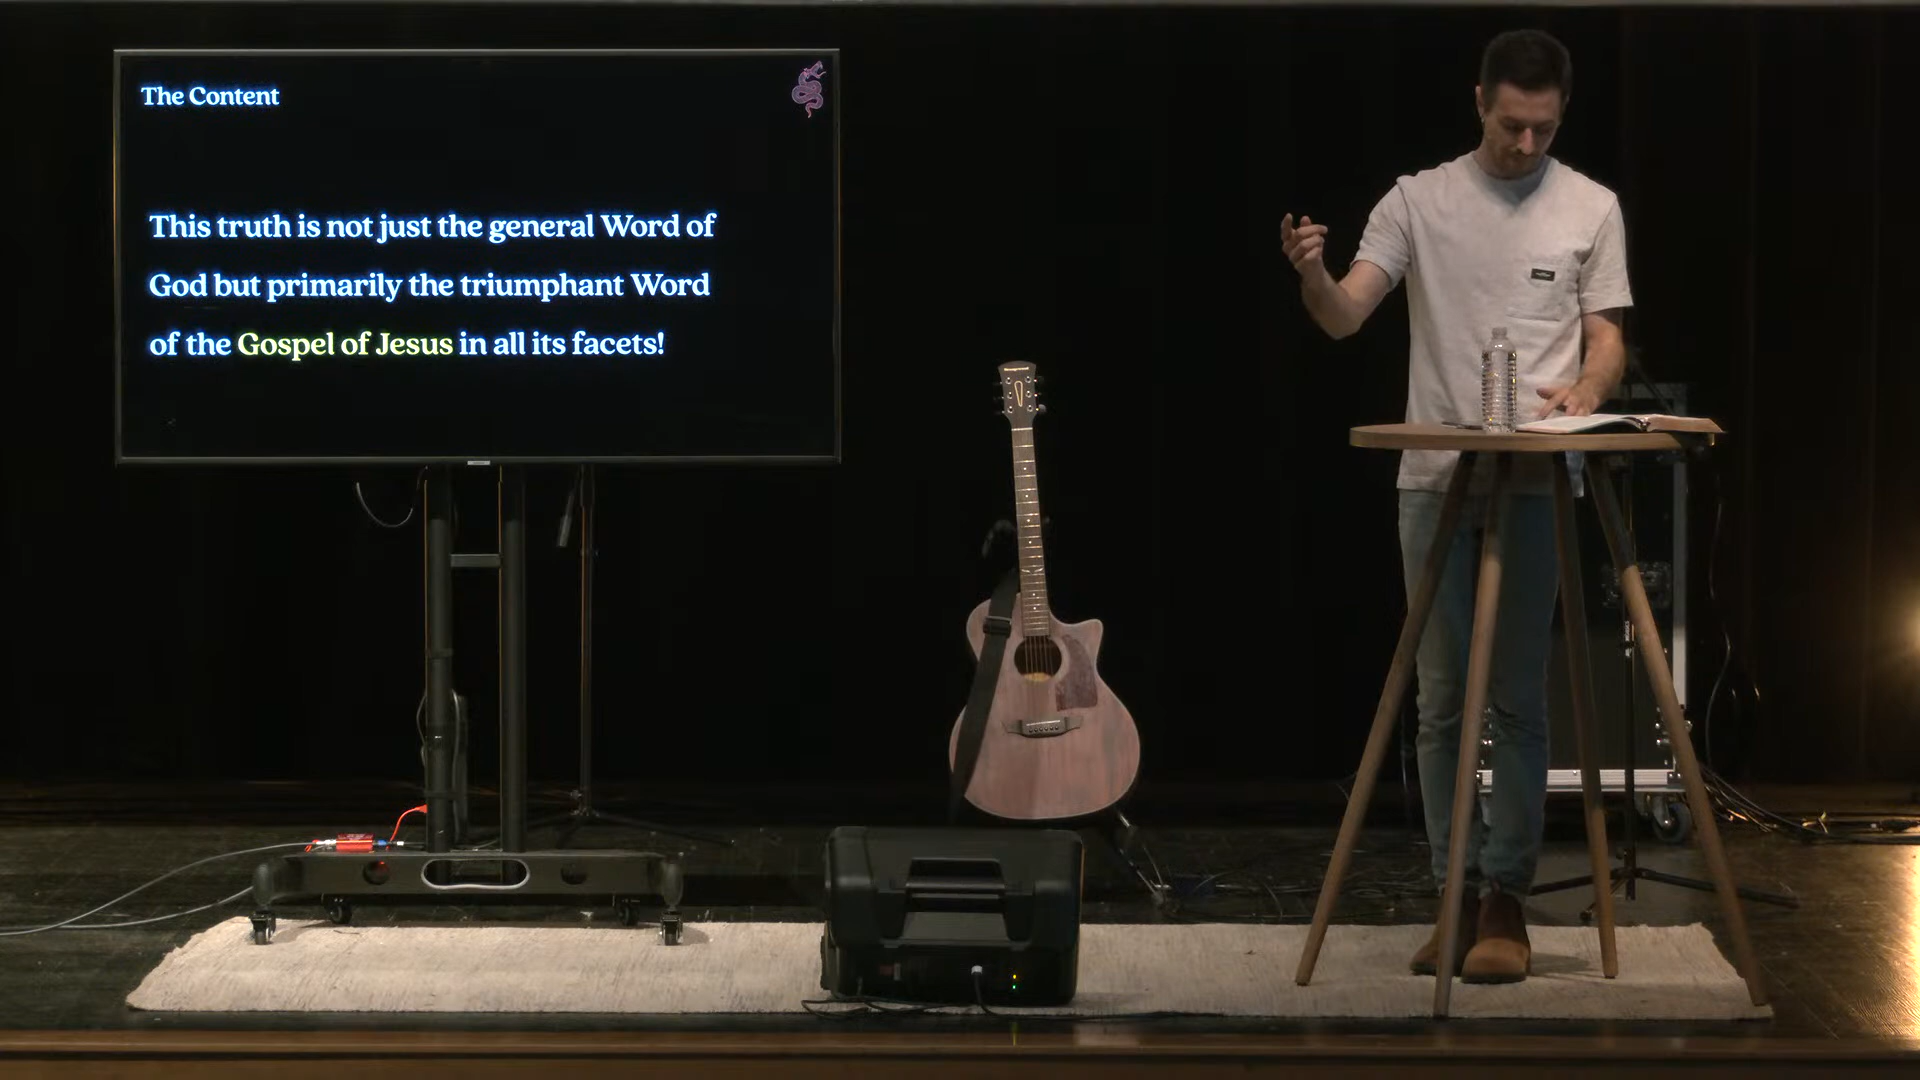 The Content
This truth is not just the general Word of
God but primarily the triumphant Word
of the Gospel of Jesus in all its facets!